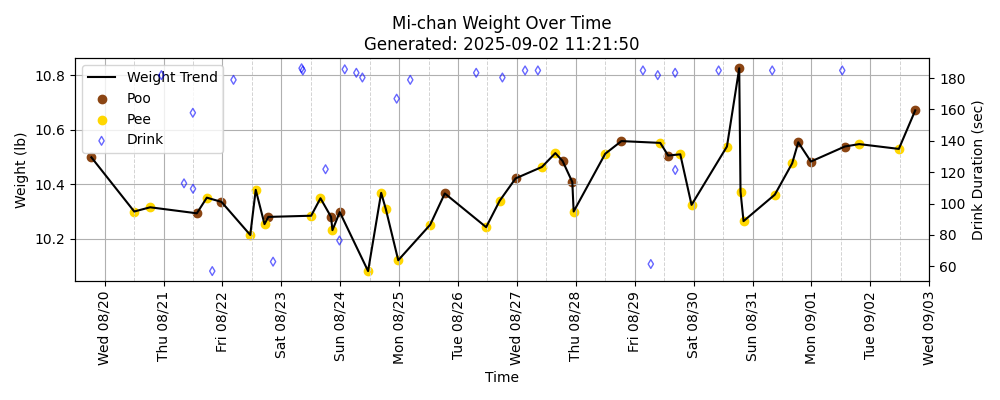 Mi-chan Weight Over Time
Generated: 2025-09-02 11:21:50
Weight (lb)
10.8
10.6
10.4
10.2
Weight Trend
Poo
Pee
Drink
180
160
140
120
100
80
60
Drink Duration (sec)
Wed 08/20
Thu 08/21
Fri 08/22
Sat 08/23
Sun 08/24
Mon 08/25
Tue 08/26
Wed 08/27
Thu 08/28
Fri 08/29
Sat 08/30
Sun 08/31
Mon 09/01
Tue 09/02
Wed 09/03
Time